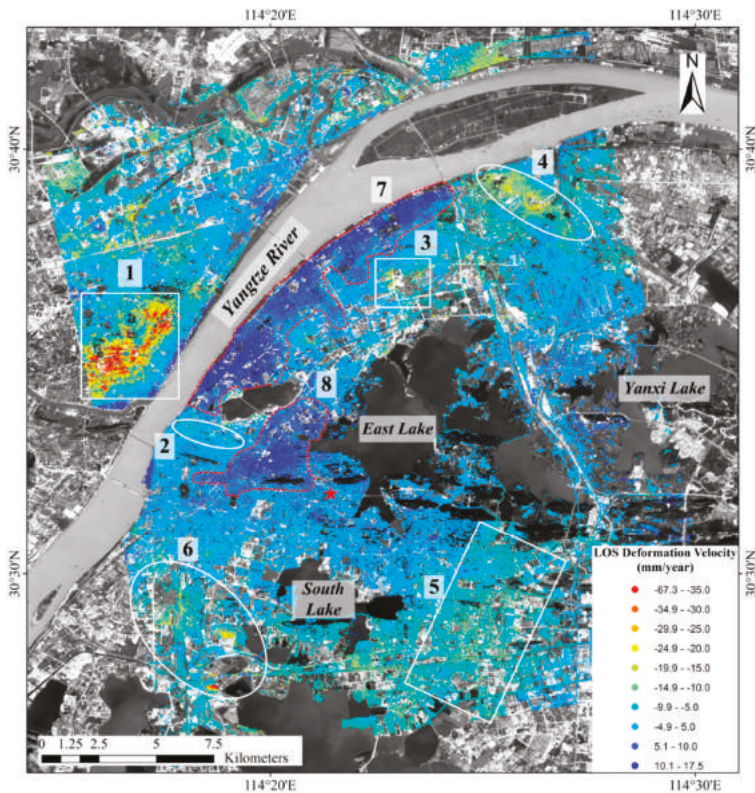 114°20'E
114°30'E
N
30°40'N
30°40'N
4
7
3
1
Yangtze River
8
Yanxi Lake
East Lake
2
6
5
South Lake
30°30'N
30°30'N
LOS Deformation Velocity
(mm/year)
-67.3 - -35.0
-34.9 - -30.0
-29.9 - -25.0
-24.9 - -20.0
-19.9 - -15.0
-14.9 - -10.0
-9.9 - -5.0
-4.9 - 5.0
5.1 - 10.0
10.1 - 17.5
0 1.25 2.5 5 7.5
Kilometers
114°20'E
114°30'E